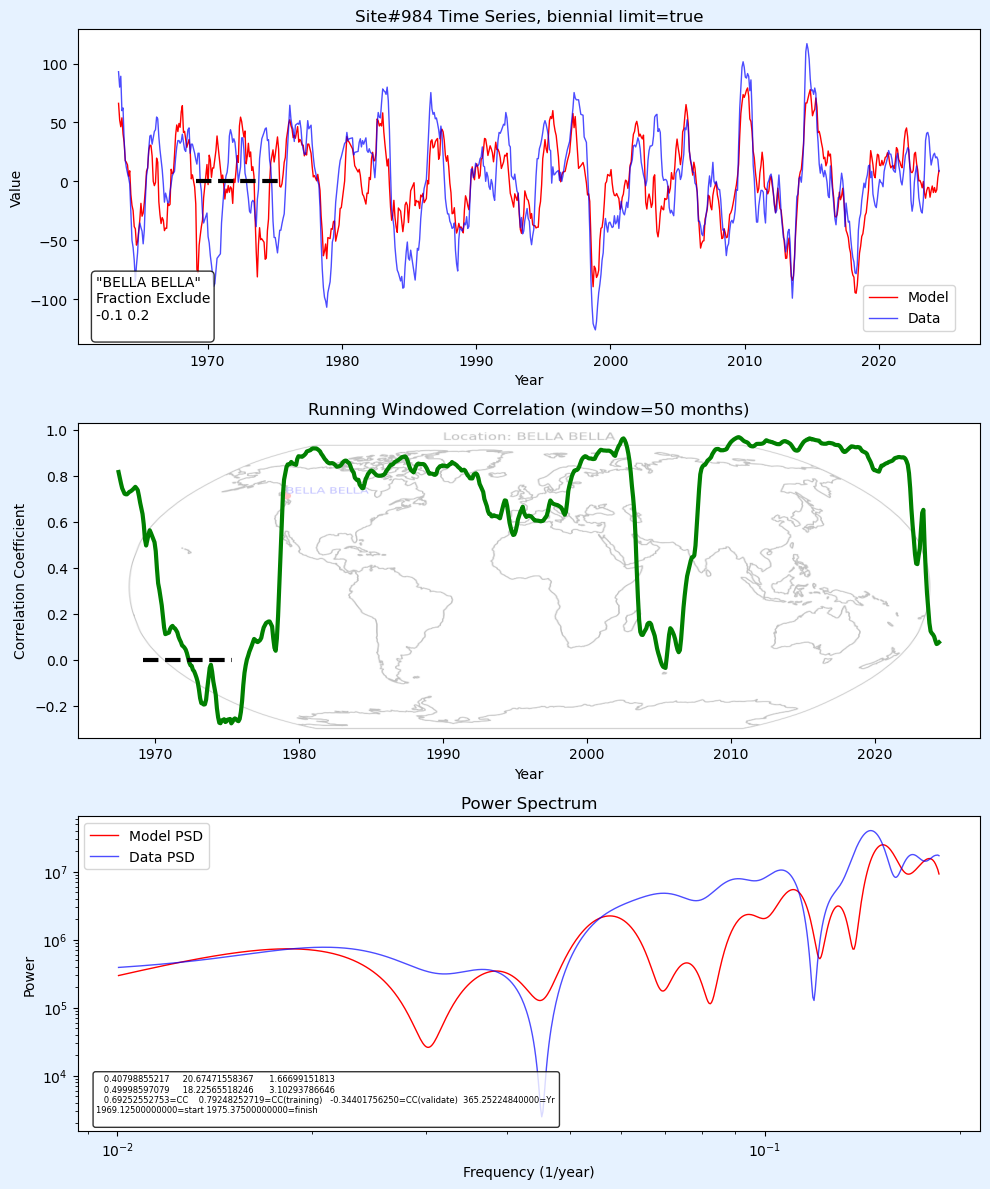 Site#984 Time Series, biennial limit=true
Value
100
50
0
−50
−100
"BELLA BELLA"
Fraction Exclude
-0.1 0.2
Model
Data
1970
1980
1990
2000
2010
2020
Year
Running Windowed Correlation (window=50 months)
Correlation Coefficient
1.0
0.8
0.6
0.4
0.2
0.0
−0.2
Location: BELLA BELLA
BELLA BELLA
1970
1980
1990
2000
2010
2020
Year
Power Spectrum
Model PSD
Data PSD
Power
10⁷
10⁶
10⁵
10⁴
0.40798855217 20.67471558367 1.66699151813
0.49998597079 18.22565518246 3.10293786646
0.69252552753=CC 0.79248252719=CC(training) -0.34401756250=CC(validate) 365.25224840000=Yr
1969.12500000000=start 1975.37500000000=finish
10⁻²
10⁻¹
Frequency (1/year)